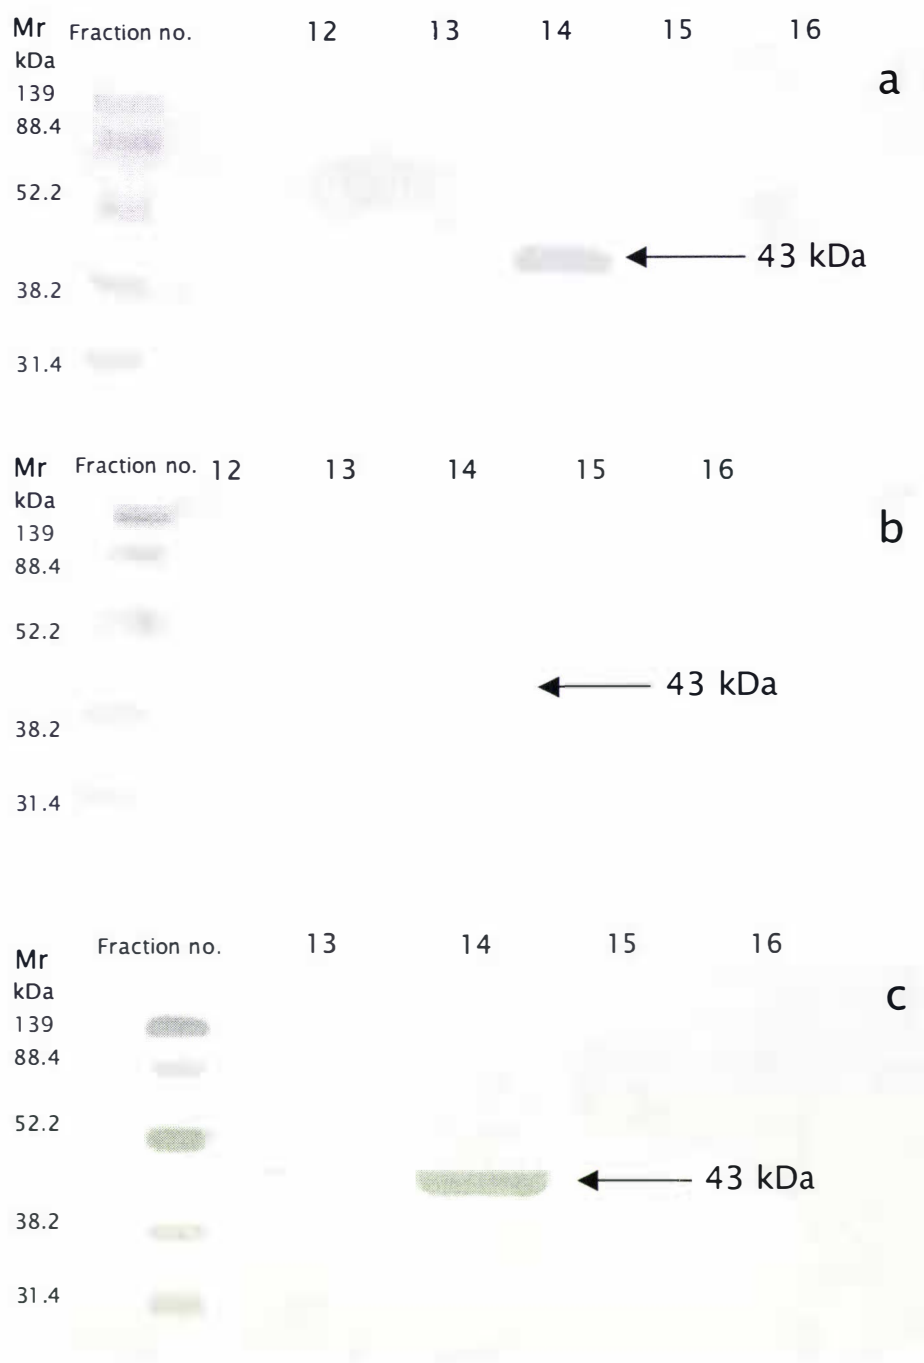 Mr Fraction no. 12 13 14 15 16
kDa
a
139
88.4
52.2
43 kDa
38.2
31.4
Mr Fraction no. 12 13 14 15 16
kDa
b
139
88.4
52.2
43 kDa
38.2
31.4
Fraction no. 13 14 15 16
Mr
kDa
c
139
88.4
52.2
43 kDa
38.2
31.4